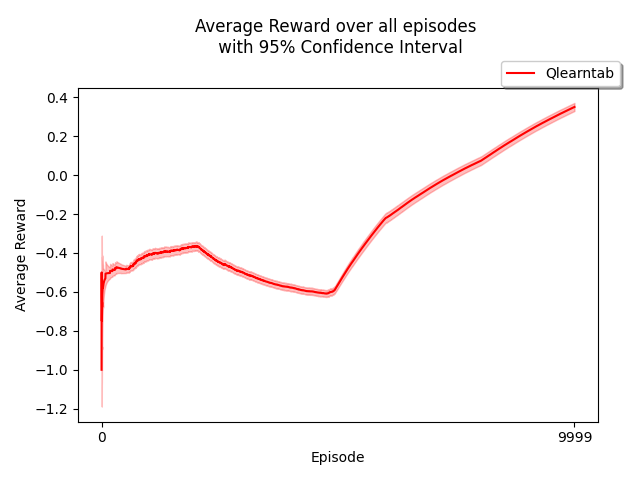 Average Reward over all episodes
with 95% Confidence Interval
Qlearntab
0.4
0.2
0.0
−0.2
−0.4
−0.6
−0.8
−1.0
−1.2
Average Reward
0
9999
Episode